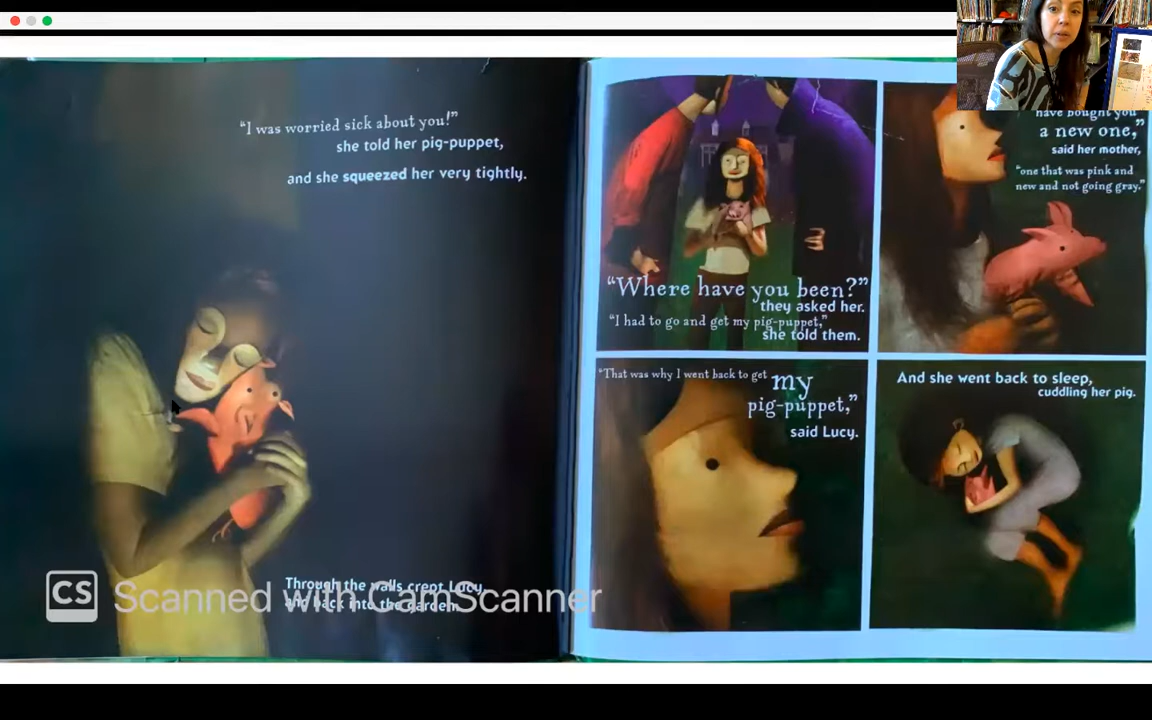 “I was worried sick about you!”
she told her pig-puppet,
and she squeezed her very tightly.
Through the walls crept Lucy,
and back into the garden.
CS Scanned with CamScanner
“Where have you been?”
they asked her.
“I had to go and get my pig-puppet,”
she told them.
have bought you
a new one,”
said her mother,
“one that was pink and
new and not going gray.”
“That was why I went back to get my
pig-puppet,”
said Lucy.
And she went back to sleep,
cuddling her pig.